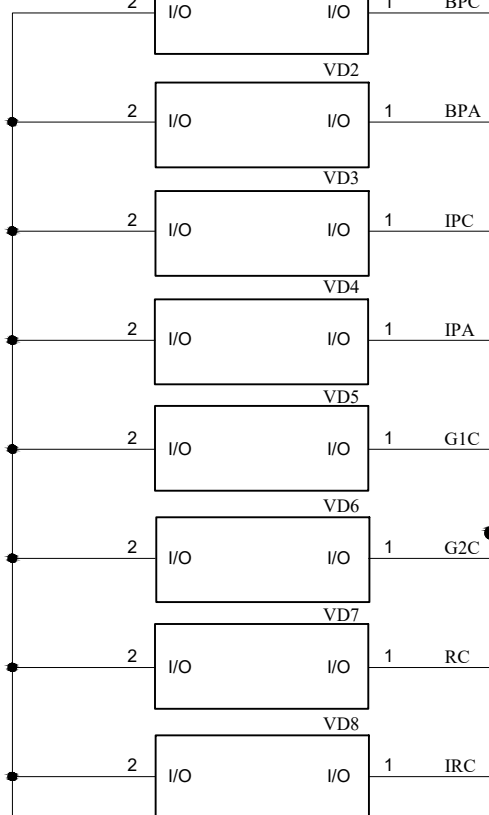 2 I/O I/O 1 BPC
VD2
2 I/O I/O 1 BPA
VD3
2 I/O I/O 1 IPC
VD4
2 I/O I/O 1 IPA
VD5
2 I/O I/O 1 G1C
VD6
2 I/O I/O 1 G2C
VD7
2 I/O I/O 1 RC
VD8
2 I/O I/O 1 IRC